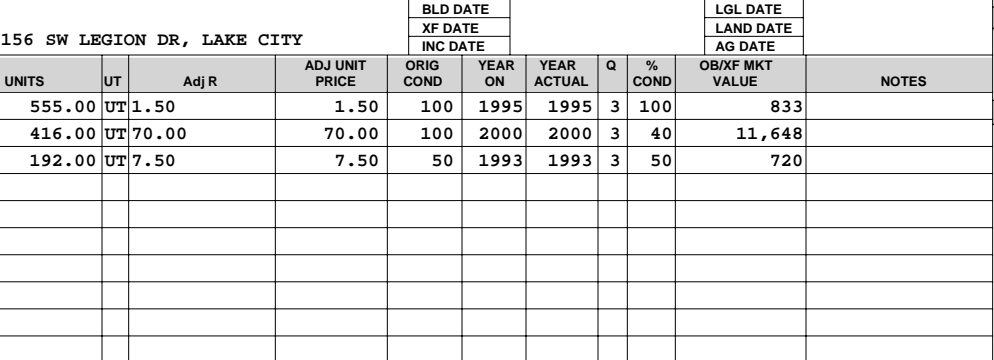 BLD DATE LGL DATE
XF DATE LAND DATE
156 SW LEGION DR, LAKE CITY
INC DATE AG DATE
UNITS UT Adj R ADJ UNIT PRICE ORIG COND YEAR ON YEAR ACTUAL Q % COND OB/XF MKT VALUE NOTES
555.00 UT 1.50 1.50 100 1995 1995 3 100 833
416.00 UT 70.00 70.00 100 2000 2000 3 40 11,648
192.00 UT 7.50 7.50 50 1993 1993 3 50 720